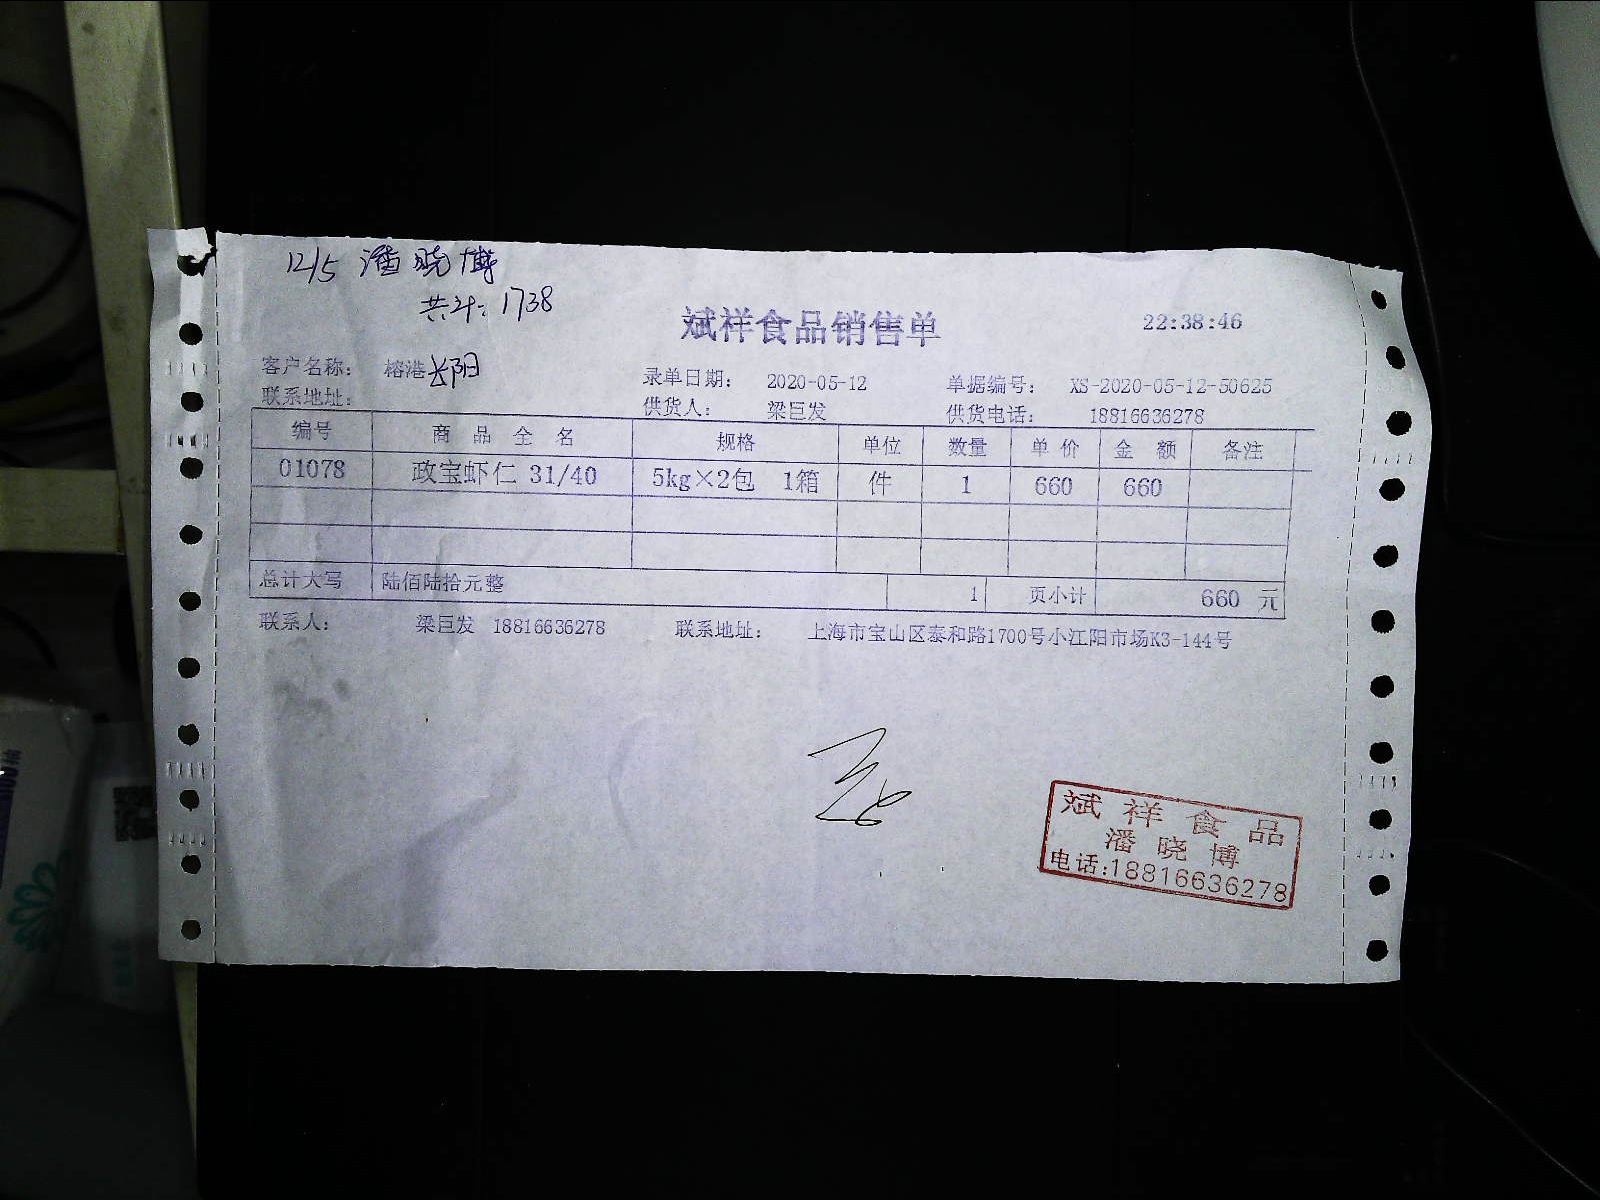 12/5 潘晓博
共计:1738
斌祥食品销售单 22:38:46
客户名称: 榕港长阳 录单日期: 2020-05-12 单据编号: XS-2020-05-12-50625
联系地址: 供货人: 梁巨发 供货电话: 18816636278
编号 商品全名 规格 单位 数量 单价 金额 备注
01078 政宝虾仁 31/40 5kg×2包 1箱 件 1 660 660
总计大写 陆佰陆拾元整 1 页小计 660 元
联系人: 梁巨发 18816636278 联系地址: 上海市宝山区泰和路1700号小江阳市场K3-144号
斌祥食品
潘晓博
电话:18816636278